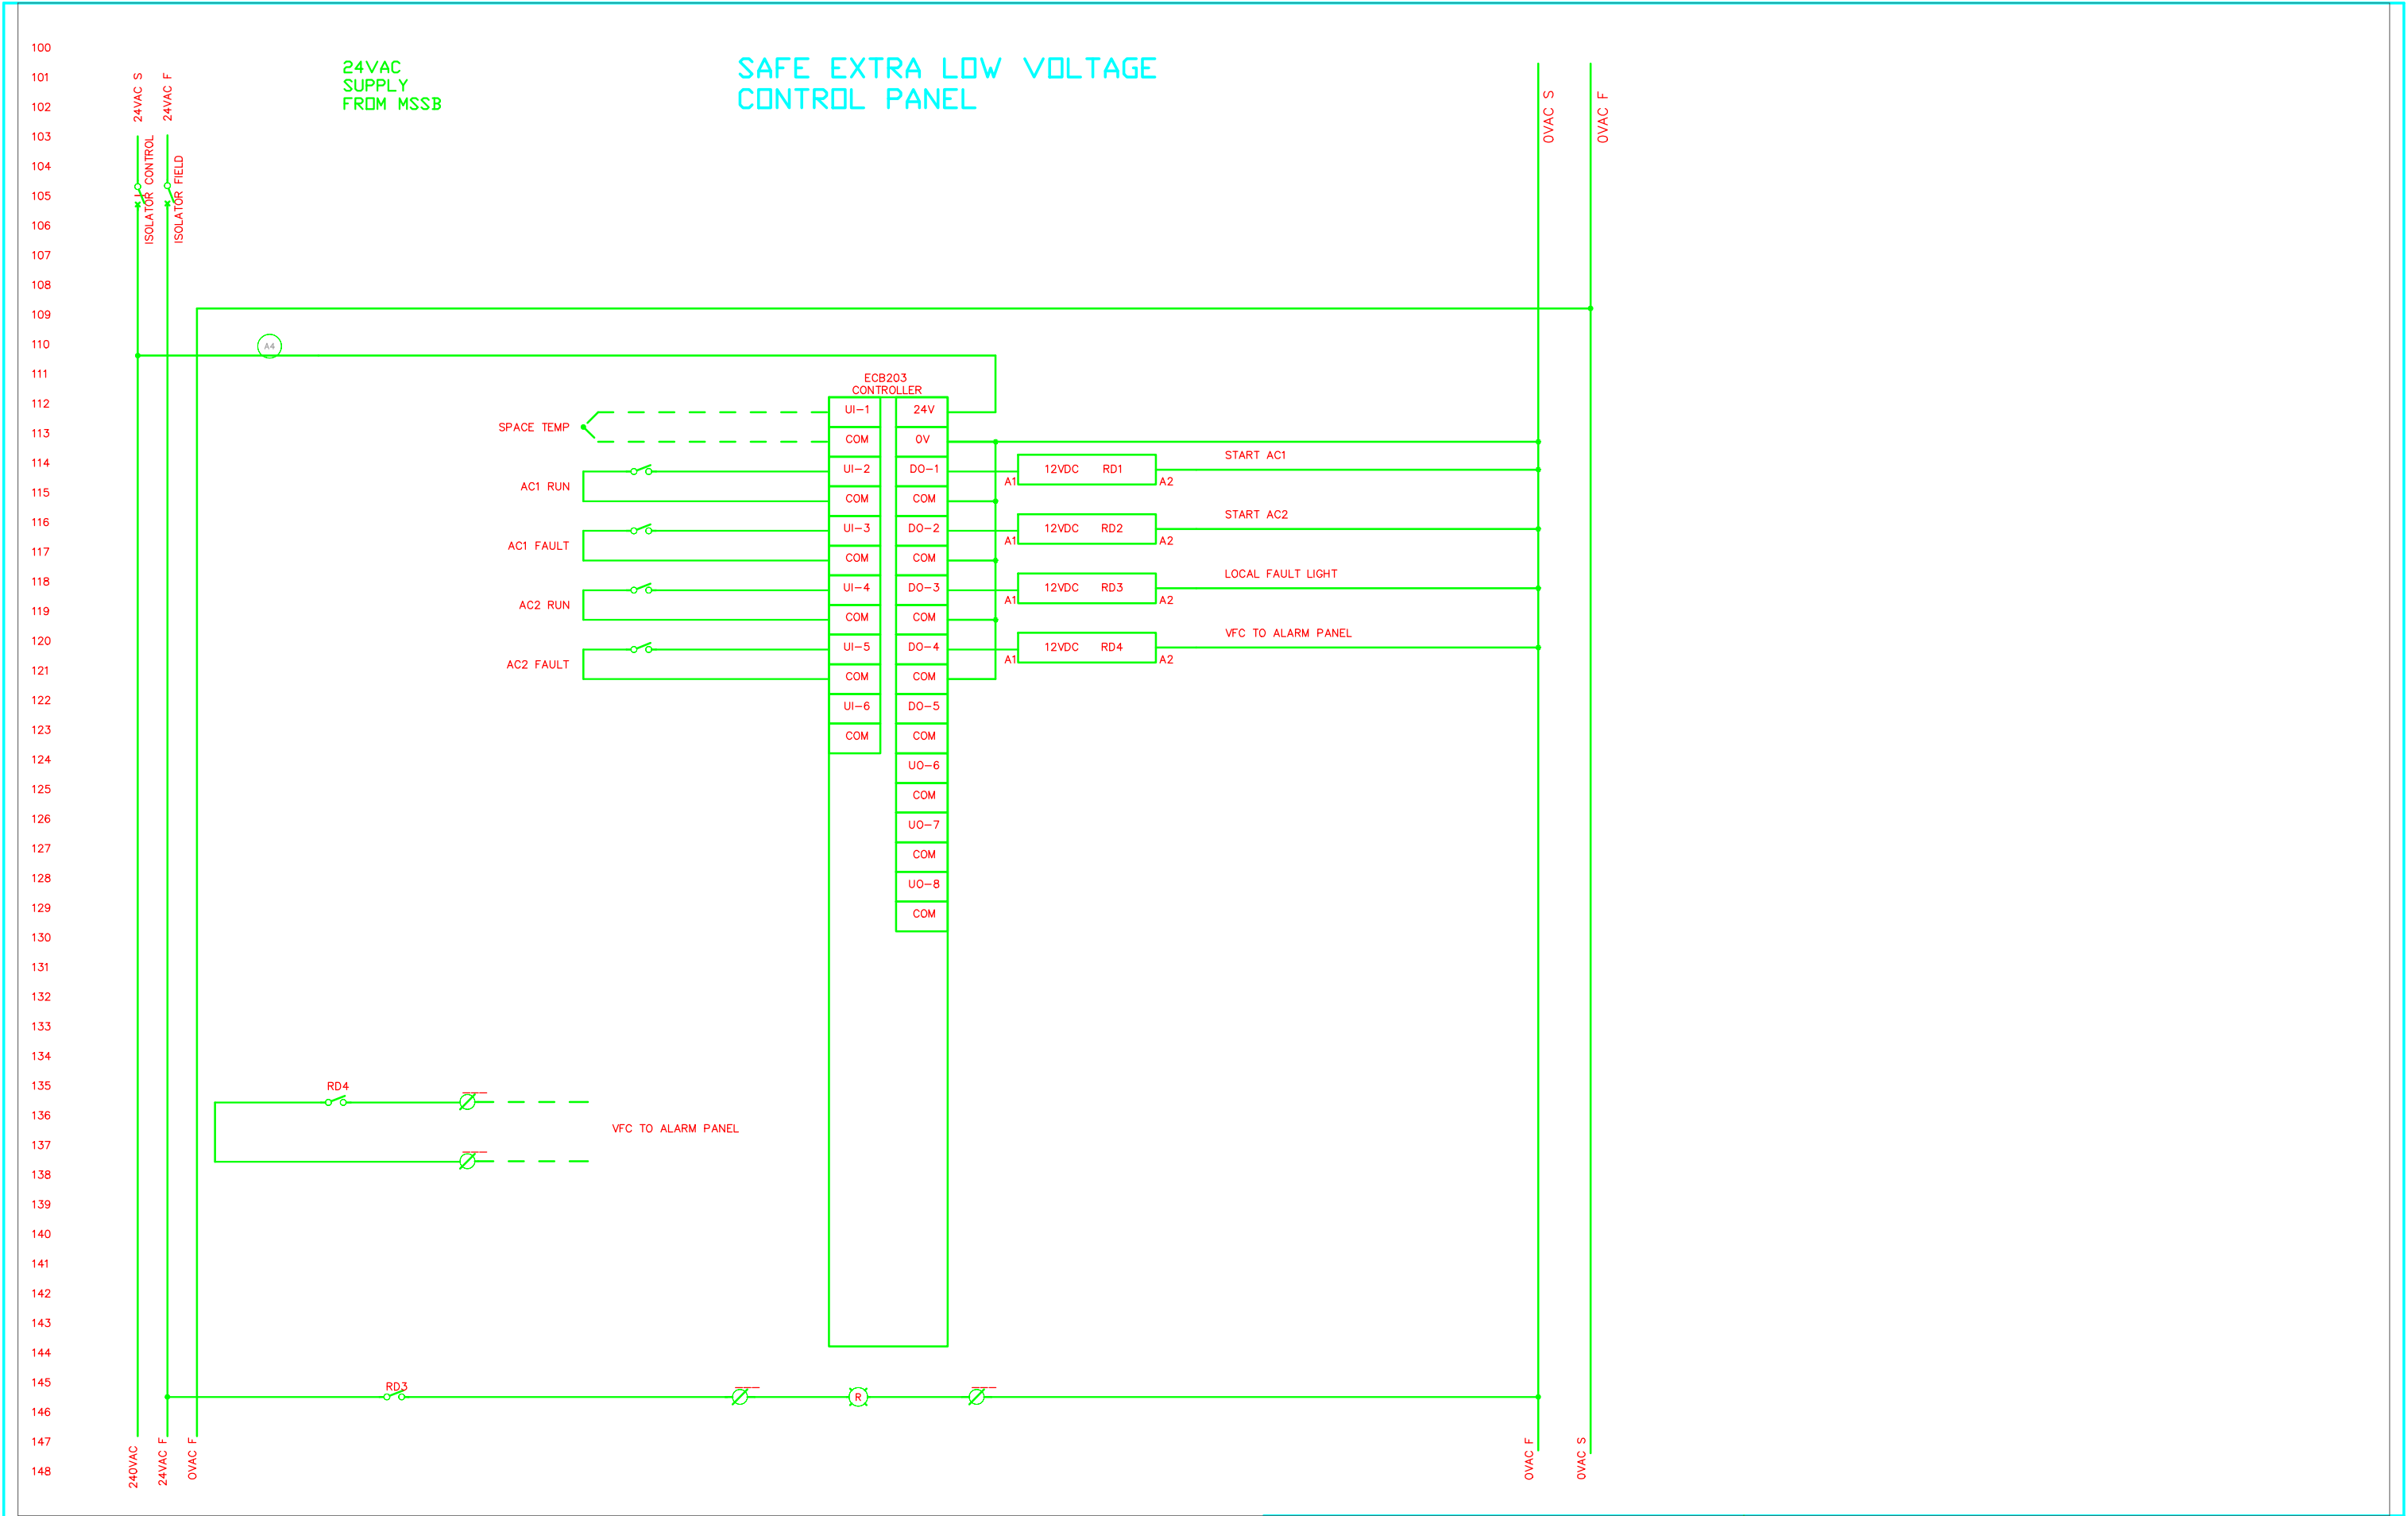 100
101
102
103
104
105
106
107
108
109
110
111
112
113
114
115
116
117
118
119
120
121
122
123
124
125
126
127
128
129
130
131
132
133
134
135
136
137
138
139
140
141
142
143
144
145
146
147
148
24VAC S
24VAC F
ISOLATOR CONTROL
ISOLATOR FIELD
24VAC
SUPPLY
FROM MSSB
SAFE EXTRA LOW VOLTAGE
CONTROL PANEL
0VAC S
0VAC F
A4
ECB203
CONTROLLER
SPACE TEMP
AC1 RUN
AC1 FAULT
AC2 RUN
AC2 FAULT
UI-1
COM
UI-2
COM
UI-3
COM
UI-4
COM
UI-5
COM
UI-6
COM
24V
0V
DO-1
COM
DO-2
COM
DO-3
COM
DO-4
COM
DO-5
COM
UO-6
COM
UO-7
COM
UO-8
COM
START AC1
A1 12VDC RD1 A2
START AC2
A1 12VDC RD2 A2
LOCAL FAULT LIGHT
A1 12VDC RD3 A2
VFC TO ALARM PANEL
A1 12VDC RD4 A2
RD4
VFC TO ALARM PANEL
RD3
R
240VAC
24VAC F
0VAC F
0VAC F
0VAC S